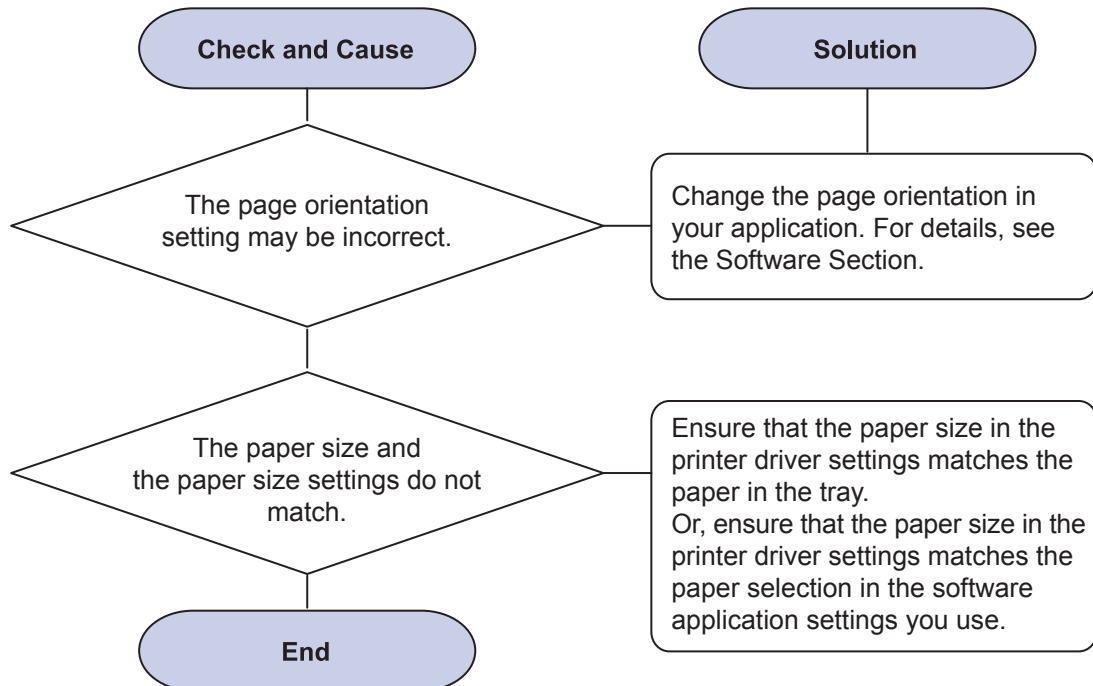 Check and Cause
Solution
The page orientation
setting may be incorrect.
Change the page orientation in
your application. For details, see
the Software Section.
The paper size and
the paper size settings do not
match.
Ensure that the paper size in the
printer driver settings matches the
paper in the tray.
Or, ensure that the paper size in the
printer driver settings matches the
paper selection in the software
application settings you use.
End